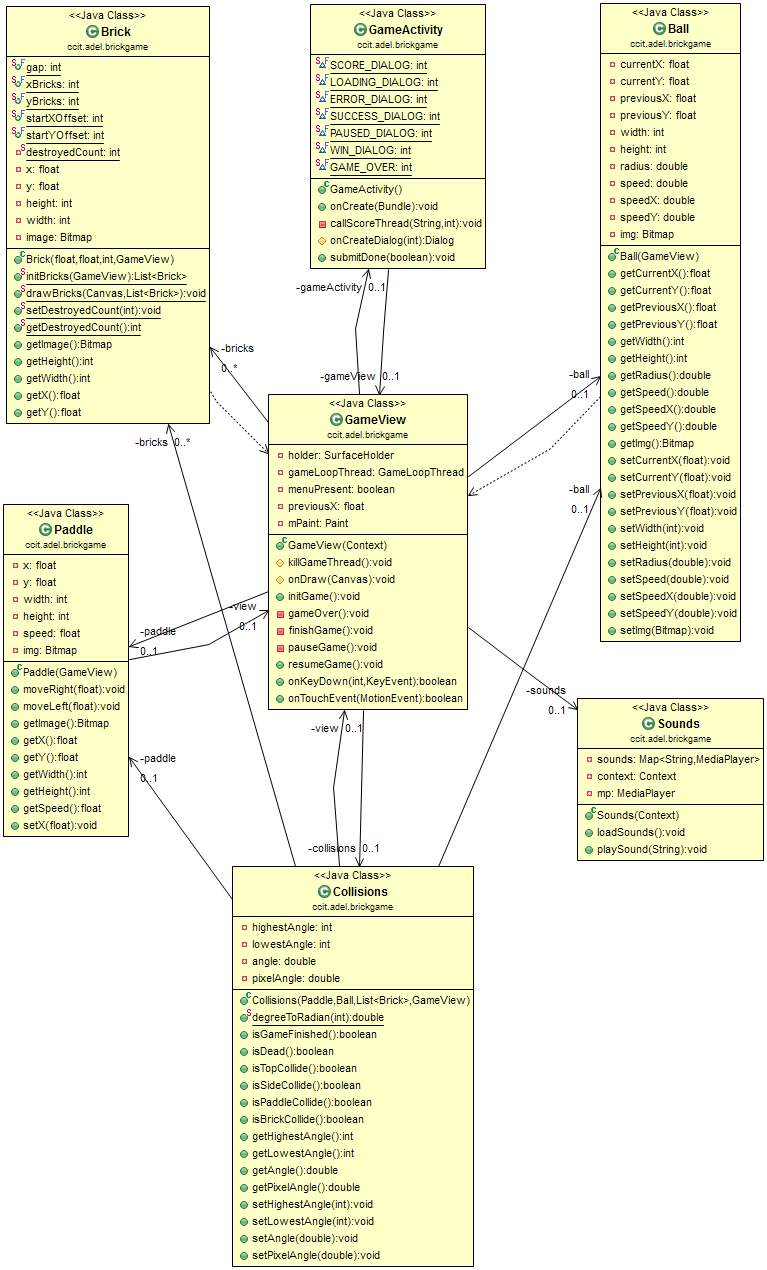 <<Java Class>>
Brick
ccit.adel.brickgame
gap: int
xBricks: int
yBricks: int
startXOffset: int
startYOffset: int
destroyedCount: int
x: float
y: float
height: int
width: int
image: Bitmap
Brick(float,float,int,GameView)
initBricks(GameView):List<Brick>
drawBricks(Canvas,List<Brick>):void
setDestroyedCount(int):void
getDestroyedCount():int
getImage():Bitmap
getHeight():int
getWidth():int
getX():float
getY():float
<<Java Class>>
GameActivity
ccit.adel.brickgame
SCORE_DIALOG: int
LOADING_DIALOG: int
ERROR_DIALOG: int
SUCCESS_DIALOG: int
PAUSED_DIALOG: int
WIN_DIALOG: int
GAME_OVER: int
GameActivity()
onCreate(Bundle):void
callScoreThread(String,int):void
onCreateDialog(int):Dialog
submitDone(boolean):void
<<Java Class>>
Ball
ccit.adel.brickgame
currentX: float
currentY: float
previousX: float
previousY: float
width: int
height: int
radius: double
speed: double
speedX: double
speedY: double
img: Bitmap
Ball(GameView)
getCurrentX():float
getCurrentY():float
getPreviousX():float
getPreviousY():float
getWidth():int
getHeight():int
getRadius():double
getSpeed():double
getSpeedX():double
getSpeedY():double
getImg():Bitmap
setCurrentX(float):void
setCurrentY(float):void
setPreviousX(float):void
setPreviousY(float):void
setWidth(int):void
setHeight(int):void
setRadius(double):void
setSpeed(double):void
setSpeedX(double):void
setSpeedY(double):void
setImg(Bitmap):void
-gameActivity 0..1
-bricks
0..*
-gameView 0..1
-ball
0..1
-bricks 0..*
<<Java Class>>
GameView
ccit.adel.brickgame
holder: SurfaceHolder
gameLoopThread: GameLoopThread
menuPresent: boolean
previousX: float
mPaint: Paint
GameView(Context)
killGameThread():void
onDraw(Canvas):void
initGame():void
gameOver():void
finishGame():void
pauseGame():void
resumeGame():void
onKeyDown(int,KeyEvent):boolean
onTouchEvent(MotionEvent):boolean
-ball
0..1
<<Java Class>>
Paddle
ccit.adel.brickgame
x: float
y: float
width: int
height: int
speed: float
img: Bitmap
Paddle(GameView)
moveRight(float):void
moveLeft(float):void
getImage():Bitmap
getX():float
getY():float
getWidth():int
getHeight():int
getSpeed():float
setX(float):void
-view
0..1
-paddle
0..1
-sounds
0..1
<<Java Class>>
Sounds
ccit.adel.brickgame
sounds: Map<String,MediaPlayer>
context: Context
mp: MediaPlayer
Sounds(Context)
loadSounds():void
playSound(String):void
-view 0..1
-paddle
0..1
-collisions 0..1
<<Java Class>>
Collisions
ccit.adel.brickgame
highestAngle: int
lowestAngle: int
angle: double
pixelAngle: double
Collisions(Paddle,Ball,List<Brick>,GameView)
degreeToRadian(int):double
isGameFinished():boolean
isDead():boolean
isTopCollide():boolean
isSideCollide():boolean
isPaddleCollide():boolean
isBrickCollide():boolean
getHighestAngle():int
getLowestAngle():int
getAngle():double
getPixelAngle():double
setHighestAngle(int):void
setLowestAngle(int):void
setAngle(double):void
setPixelAngle(double):void